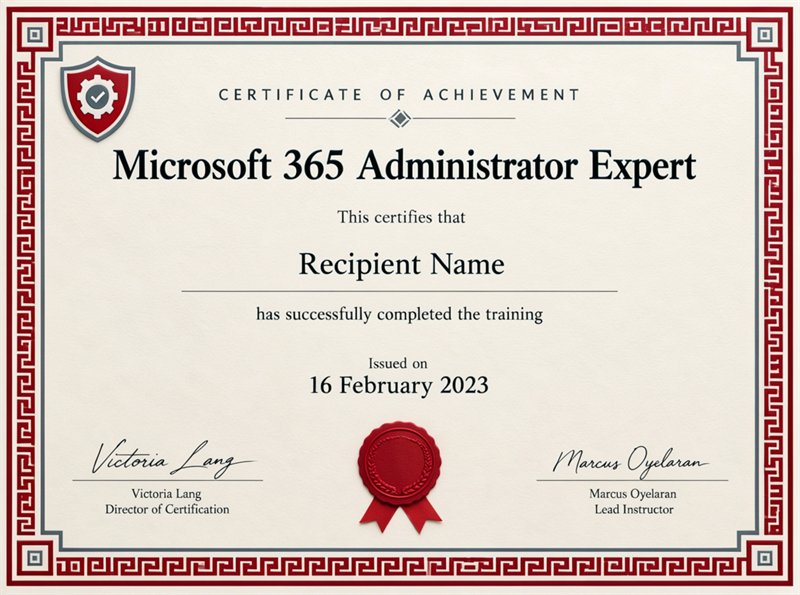 CERTIFICATE OF ACHIEVEMENT
Microsoft 365 Administrator Expert
This certifies that
Recipient Name
has successfully completed the training
Issued on
16 February 2023
Victoria Lang
Marcus Oyelaran
Victoria Lang
Director of Certification
Marcus Oyelaran
Lead Instructor